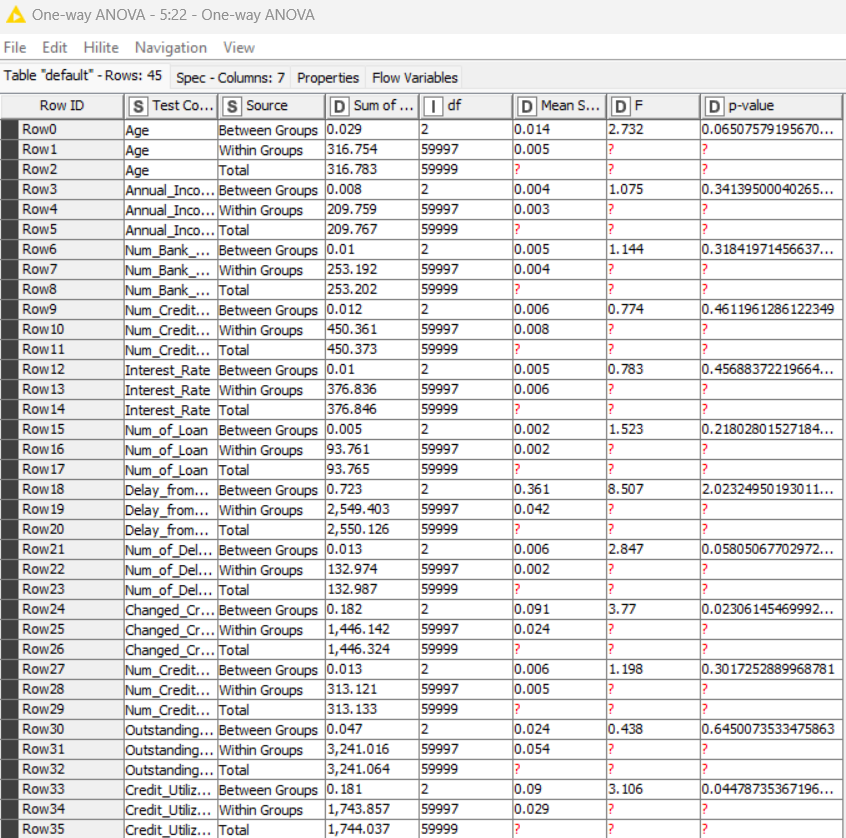 One-way ANOVA - 5:22 - One-way ANOVA
File Edit Hilite Navigation View
Table "default" - Rows: 45 Spec - Columns: 7 Properties Flow Variables
Row ID S Test Co... S Source D Sum of ... I df D Mean S... D F D p-value
Row0 Age Between Groups 0.029 2 0.014 2.732 0.06507579195670...
Row1 Age Within Groups 316.754 59997 0.005 ? ?
Row2 Age Total 316.783 59999 ? ? ?
Row3 Annual_Inco... Between Groups 0.008 2 0.004 1.075 0.34139500040265...
Row4 Annual_Inco... Within Groups 209.759 59997 0.003 ? ?
Row5 Annual_Inco... Total 209.767 59999 ? ? ?
Row6 Num_Bank_... Between Groups 0.01 2 0.005 1.144 0.31841971456637...
Row7 Num_Bank_... Within Groups 253.192 59997 0.004 ? ?
Row8 Num_Bank_... Total 253.202 59999 ? ? ?
Row9 Num_Credit... Between Groups 0.012 2 0.006 0.774 0.4611961286122349
Row10 Num_Credit... Within Groups 450.361 59997 0.008 ? ?
Row11 Num_Credit... Total 450.373 59999 ? ? ?
Row12 Interest_Rate Between Groups 0.01 2 0.005 0.783 0.45688372219664...
Row13 Interest_Rate Within Groups 376.836 59997 0.006 ? ?
Row14 Interest_Rate Total 376.846 59999 ? ? ?
Row15 Num_of_Loan Between Groups 0.005 2 0.002 1.523 0.21802801527184...
Row16 Num_of_Loan Within Groups 93.761 59997 0.002 ? ?
Row17 Num_of_Loan Total 93.765 59999 ? ? ?
Row18 Delay_from... Between Groups 0.723 2 0.361 8.507 2.02324950193011...
Row19 Delay_from... Within Groups 2,549.403 59997 0.042 ? ?
Row20 Delay_from... Total 2,550.126 59999 ? ? ?
Row21 Num_of_Del... Between Groups 0.013 2 0.006 2.847 0.05805067702972...
Row22 Num_of_Del... Within Groups 132.974 59997 0.002 ? ?
Row23 Num_of_Del... Total 132.987 59999 ? ? ?
Row24 Changed_Cr... Between Groups 0.182 2 0.091 3.77 0.02306145469992...
Row25 Changed_Cr... Within Groups 1,446.142 59997 0.024 ? ?
Row26 Changed_Cr... Total 1,446.324 59999 ? ? ?
Row27 Num_Credit... Between Groups 0.013 2 0.006 1.198 0.3017252889968781
Row28 Num_Credit... Within Groups 313.121 59997 0.005 ? ?
Row29 Num_Credit... Total 313.133 59999 ? ? ?
Row30 Outstanding... Between Groups 0.047 2 0.024 0.438 0.6450073533475863
Row31 Outstanding... Within Groups 3,241.016 59997 0.054 ? ?
Row32 Outstanding... Total 3,241.064 59999 ? ? ?
Row33 Credit_Utiliz... Between Groups 0.181 2 0.09 3.106 0.04478735367196...
Row34 Credit_Utiliz... Within Groups 1,743.857 59997 0.029 ? ?
Row35 Credit_Utiliz... Total 1,744.037 59999 ? ? ?